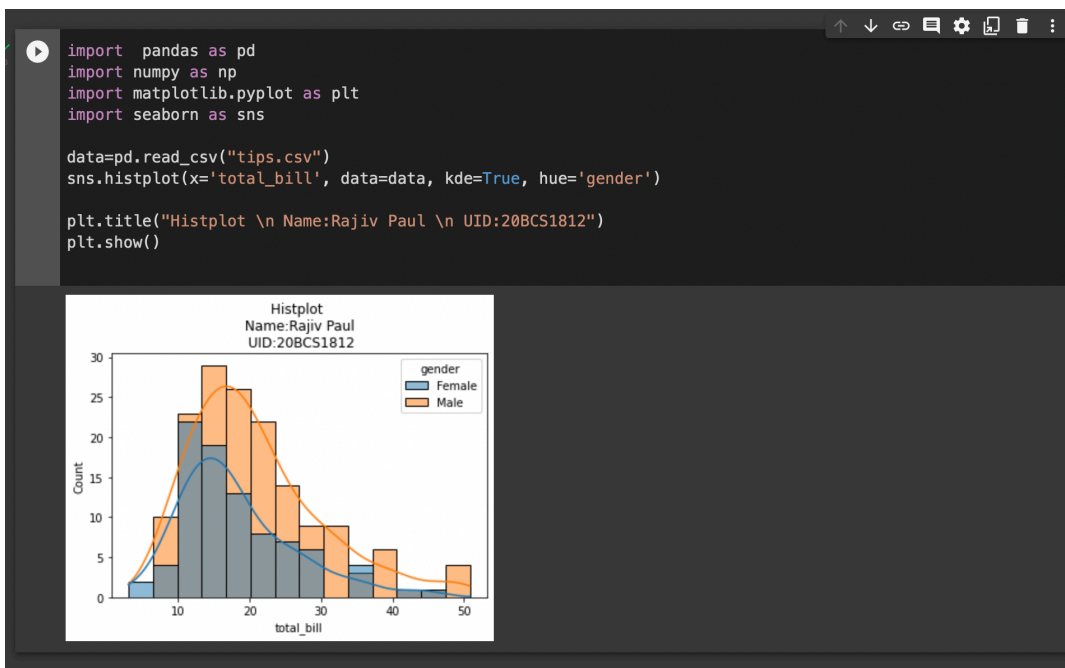 import  pandas as pd
import numpy as np
import matplotlib.pyplot as plt
import seaborn as sns
data=pd.read_csv("tips.csv")
sns.histplot(x='total_bill', data=data, kde=True, hue='gender')
plt.title("Histplot \n Name:Rajiv Paul \n UID:20BCS1812")
plt.show()
Histplot
Name:Rajiv Paul
UID:20BCS1812
gender
Female
Male
Count
30
25
20
15
10
5
0
10 20 30 40 50
total_bill